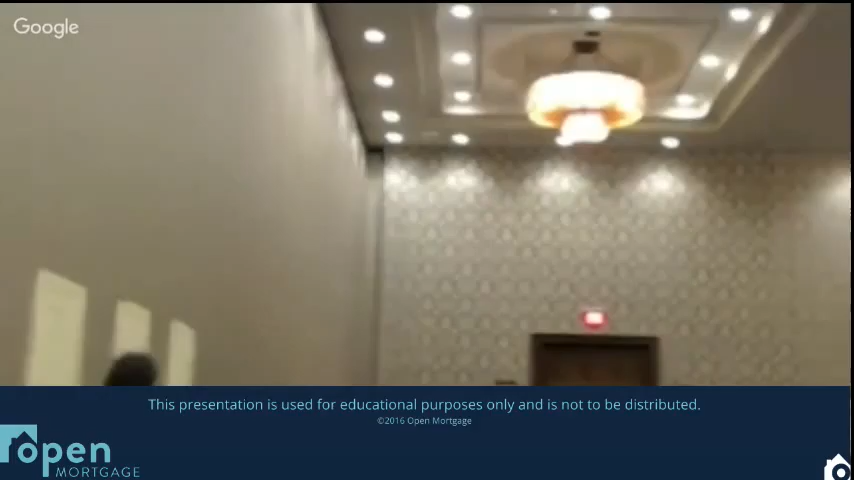 Google
This presentation is used for educational purposes only and is not to be distributed.
©2016 Open Mortgage
open
MORTGAGE